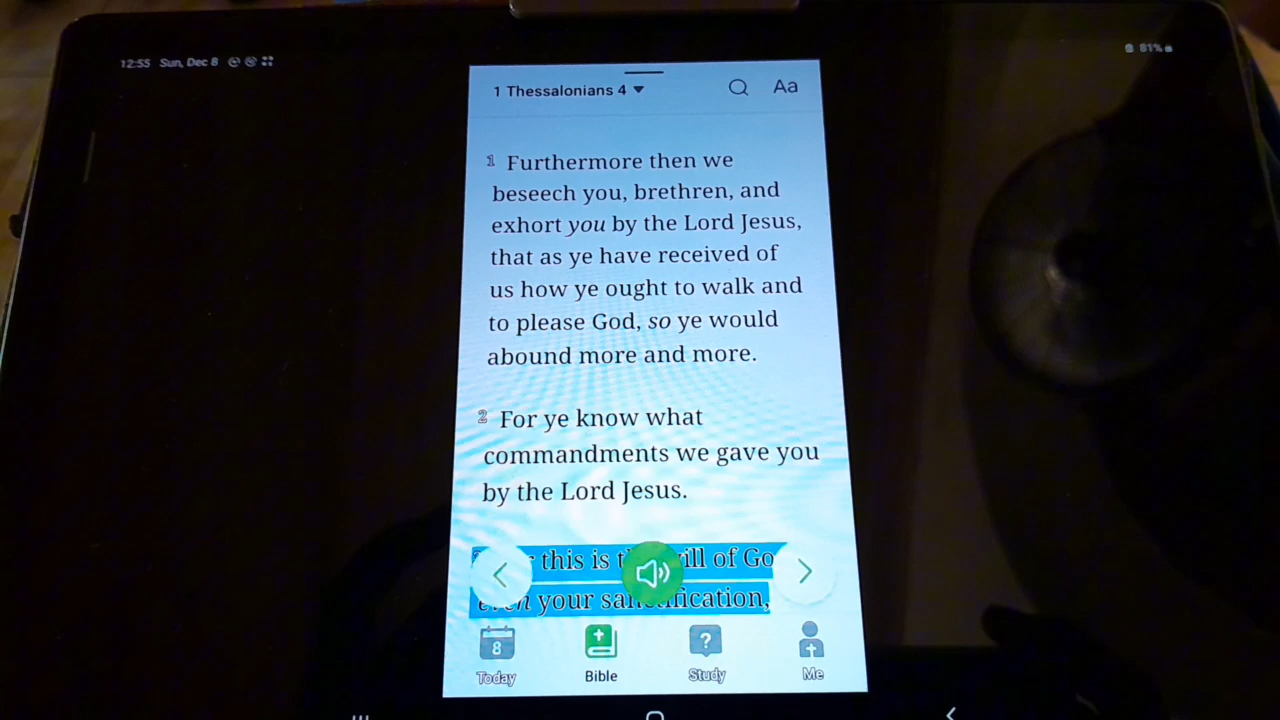 12:55 Sun, Dec 8
81%
1 Thessalonians 4
Aa
1 Furthermore then we
beseech you, brethren, and
exhort you by the Lord Jesus,
that as ye have received of
us how ye ought to walk and
to please God, so ye would
abound more and more.
2 For ye know what
commandments we gave you
by the Lord Jesus.
this is will of
your
8
Today
Bible
?
Study
Me